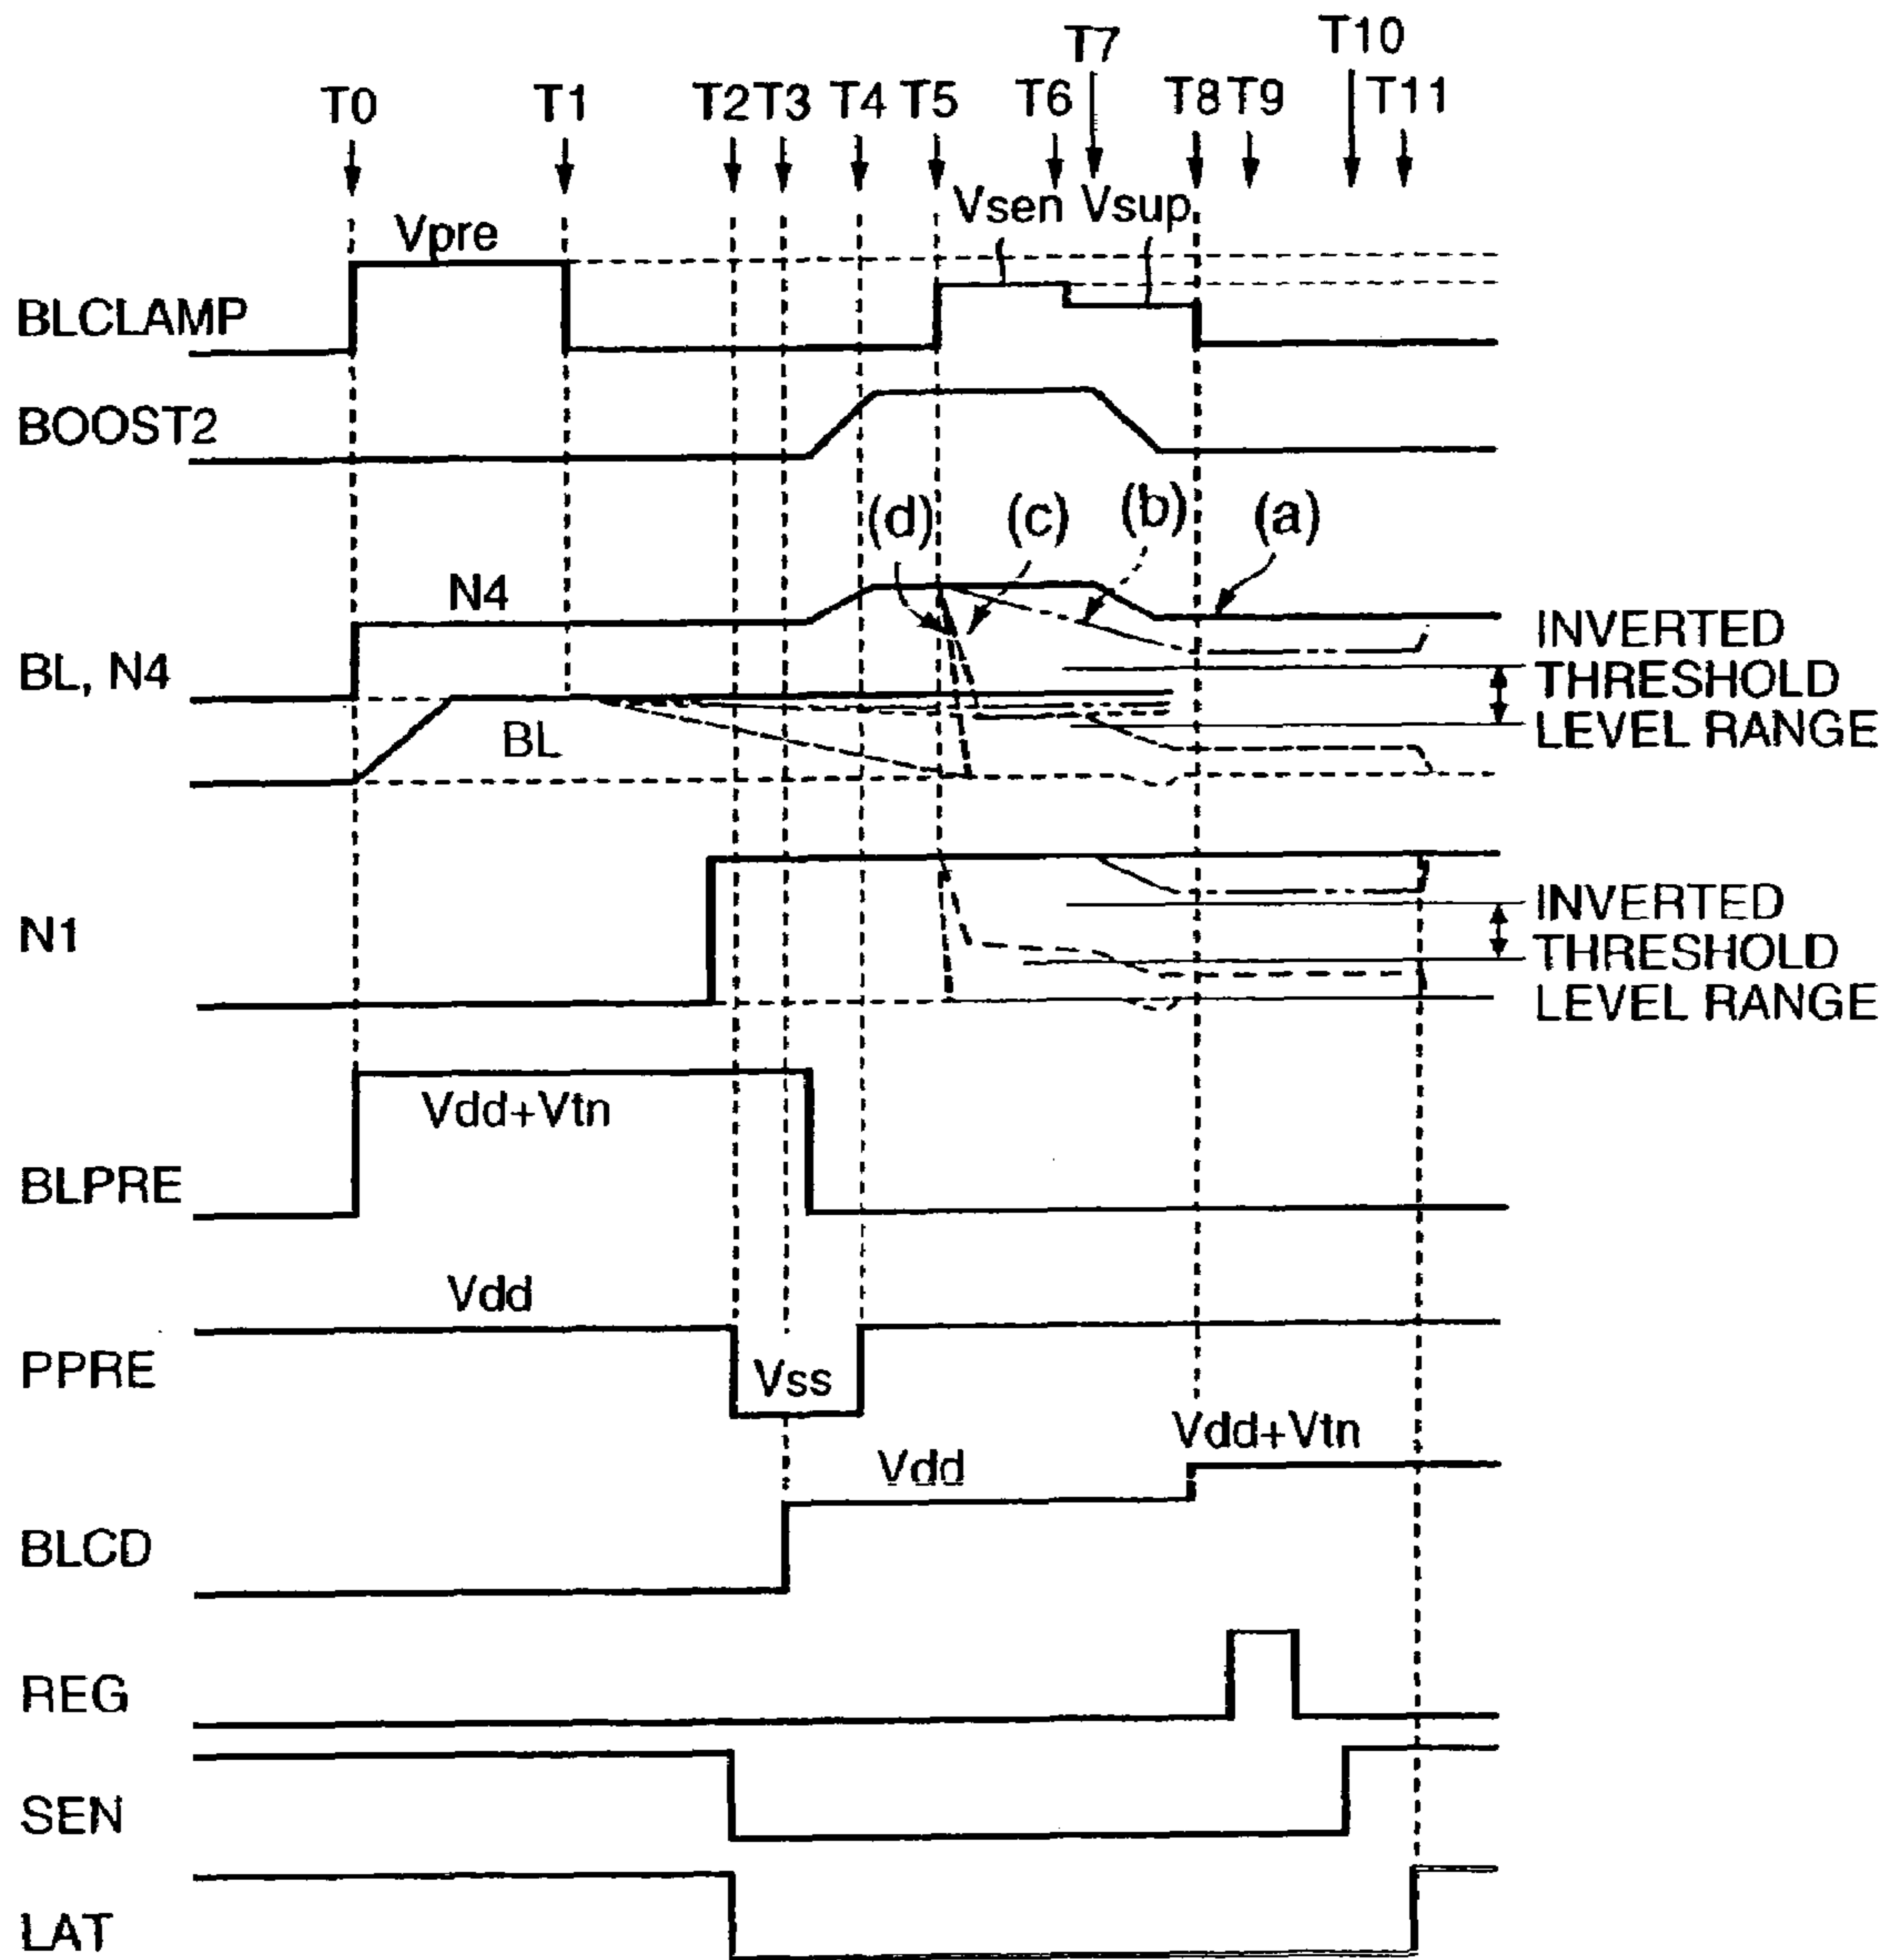 T7
T10
T0
T1
T2 T3 T4 T5
T6
T8 T9
T11
Vpre
Vsen Vsup
BLCLAMP
BOOST2
(d)
(c)
(b)
(a)
N4
BL, N4
BL
INVERTED
THRESHOLD
LEVEL RANGE
N1
INVERTED
THRESHOLD
LEVEL RANGE
Vdd+Vtn
BLPRE
Vdd
PPRE
Vss
Vdd+Vtn
Vdd
BLCD
REG
SEN
LAT